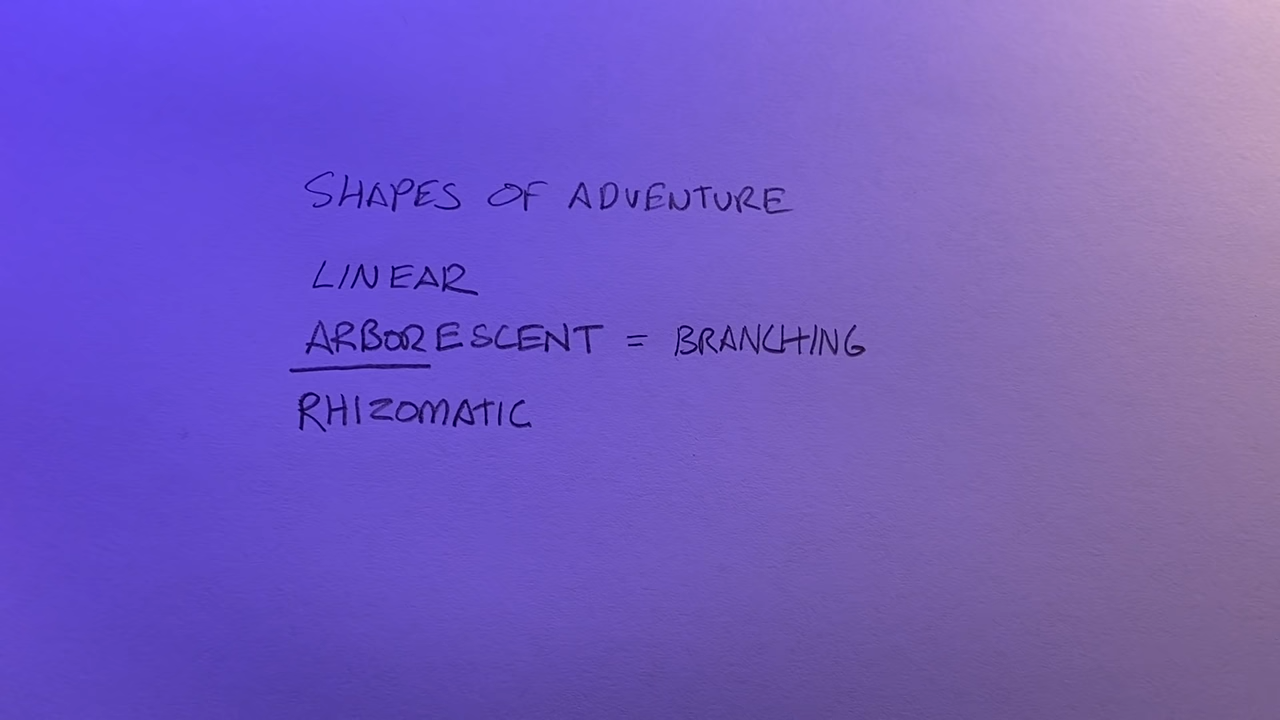 SHAPES OF ADVENTURE
LINEAR
ARBORESCENT = BRANCHING
RHIZOMATIC